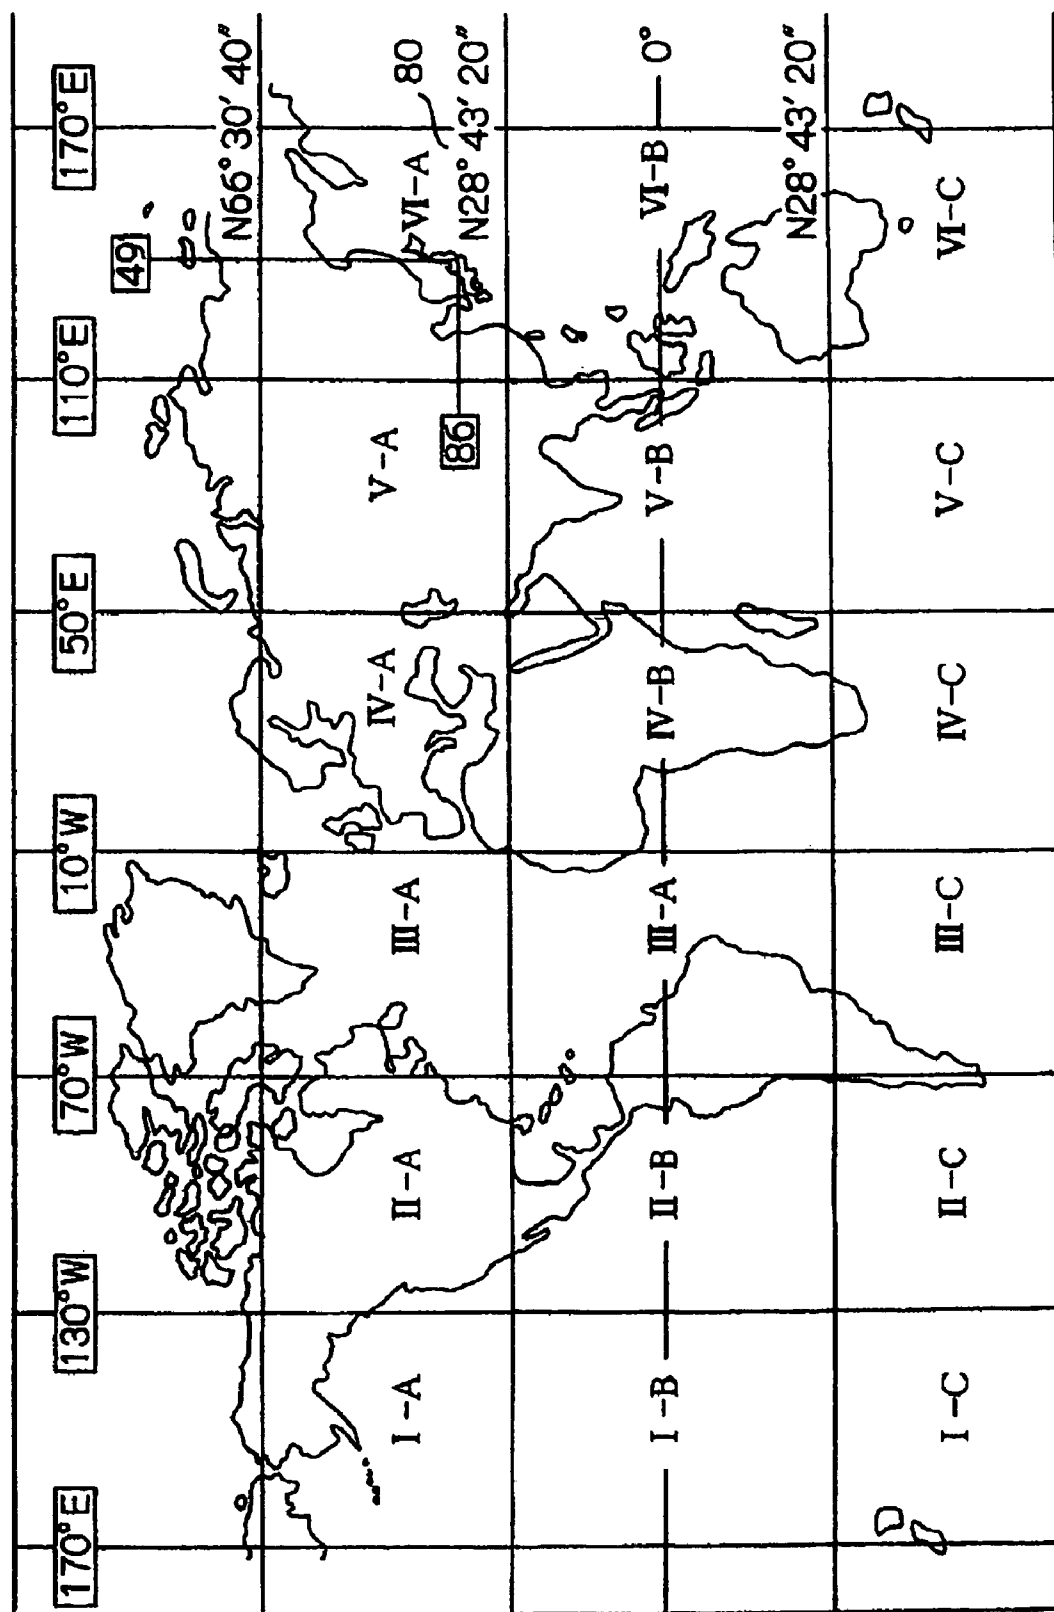 170°E
130°W
70°W
10°W
50°E
110°E
170°E
49
N66° 30' 40"
I-A
II-A
III-A
IV-A
V-A
VI-A
80
86
N28° 43' 20"
I-B
II-B
III-A
IV-B
V-B
VI-B
0°
N28° 43' 20"
I-C
II-C
III-C
IV-C
V-C
VI-C